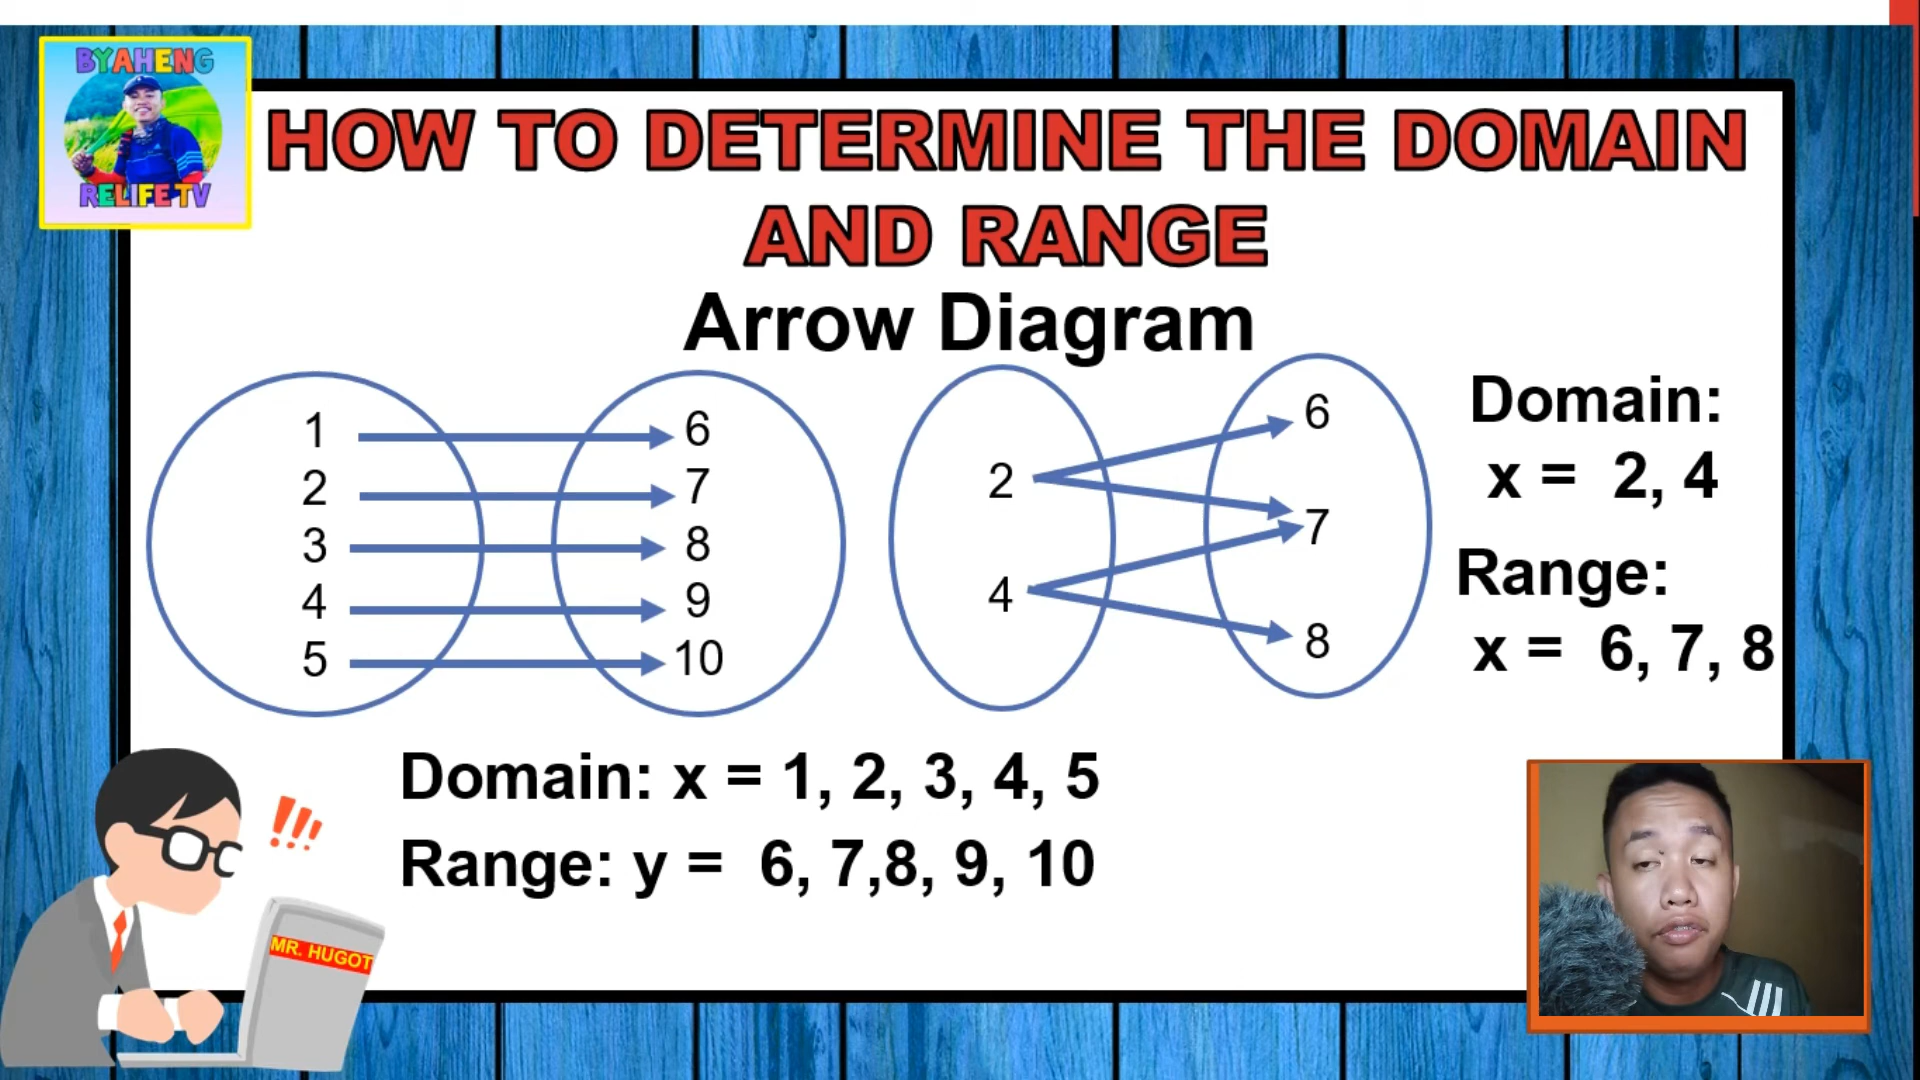 BYAHENG
RELIFE TV
HOW TO DETERMINE THE DOMAIN
AND RANGE
Arrow Diagram
1
2
3
4
5
6
7
8
9
10
2
4
6
7
8
Domain:
x = 2, 4
Range:
x = 6, 7, 8
Domain: x = 1, 2, 3, 4, 5
Range: y = 6, 7,8, 9, 10
!!!
MR. HUGOT